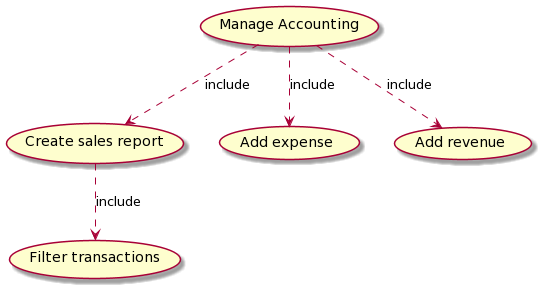 Manage Accounting
include
include
include
Create sales report
Add expense
Add revenue
include
Filter transactions